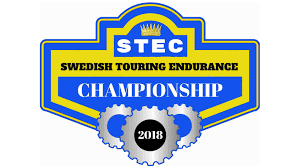 STEC
SWEDISH TOURING ENDURANCE
CHAMPIONSHIP
2018